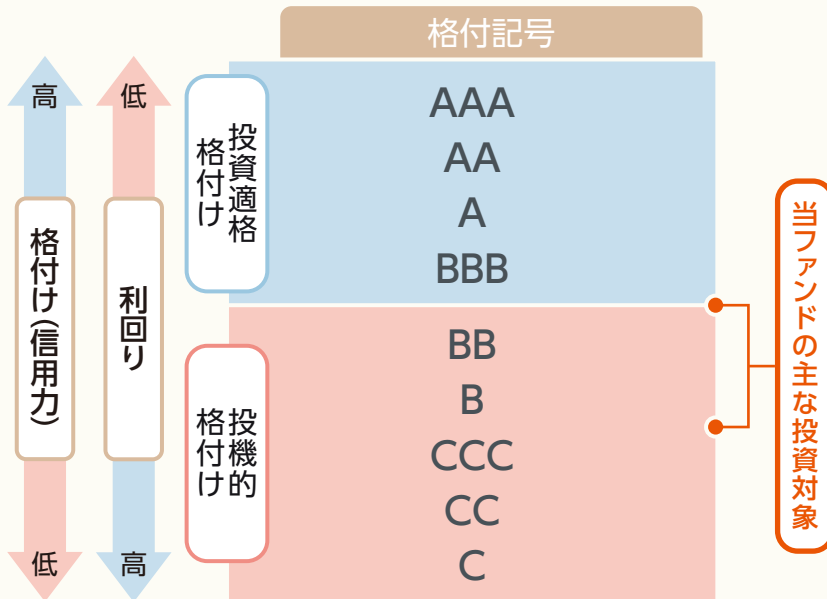 格付記号
高
格付け(信用力)
低
低
利回り
高
投資適格
格付け
AAA
AA
A
BBB
投機的
格付け
BB
B
CCC
CC
C
当ファンドの主な投資対象